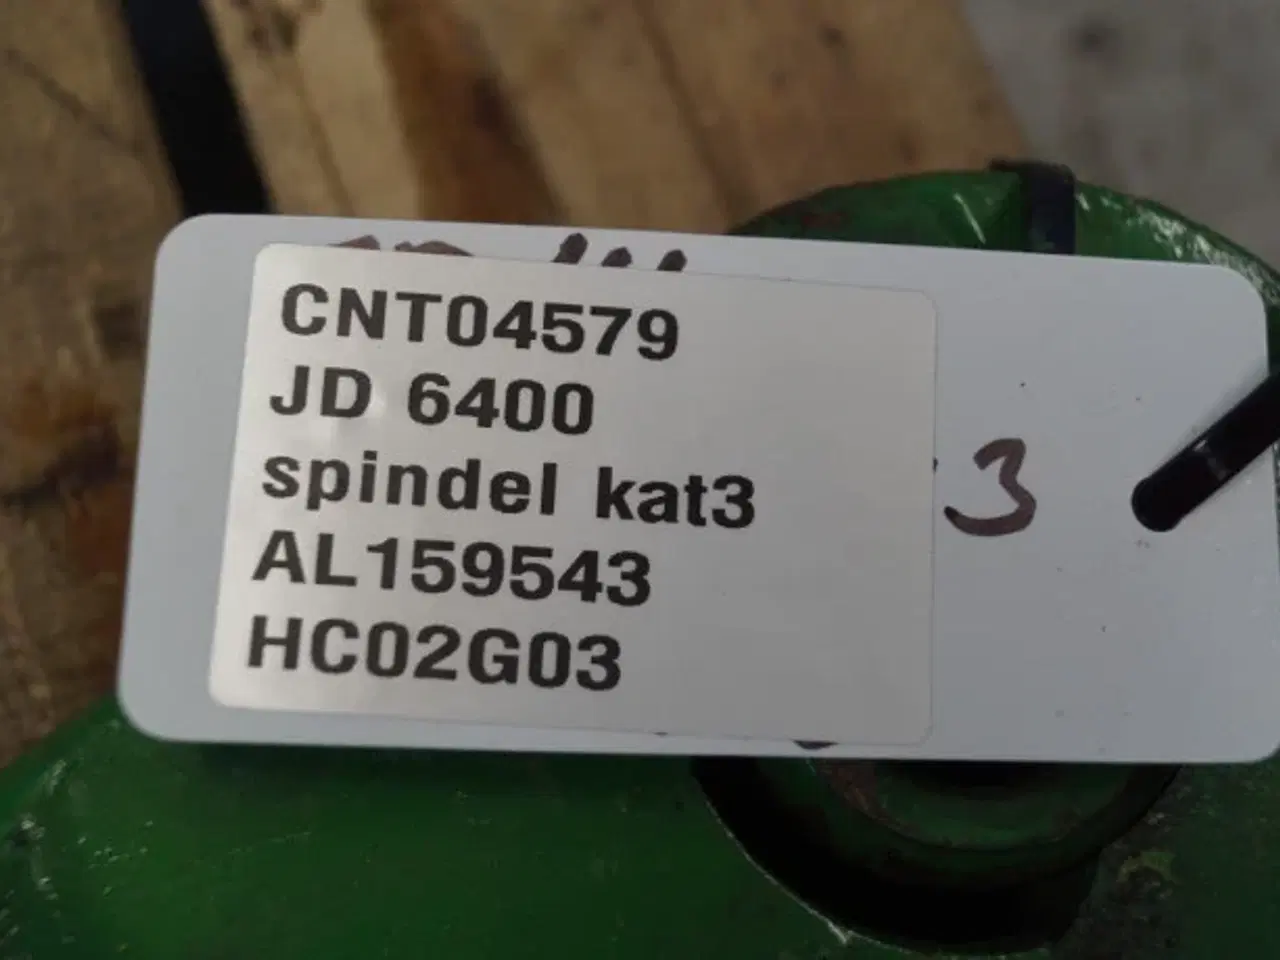 CNT04579
JD 6400
spindel kat3
AL159543
HC02G03
3